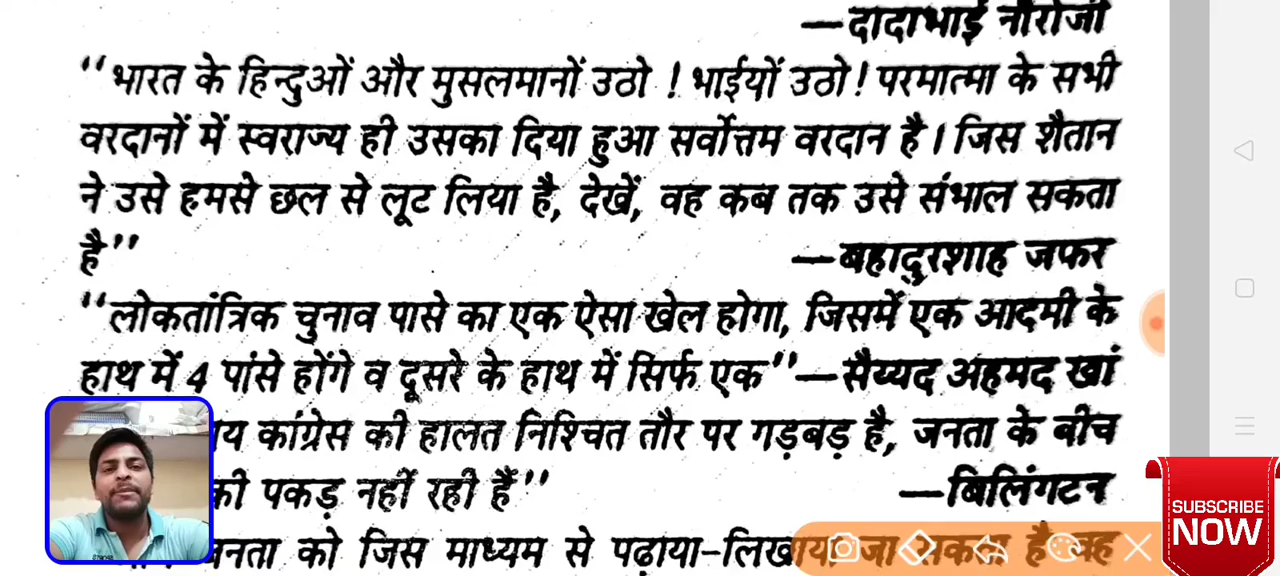 —दादाभाई नौरोजी
“भारत के हिन्दुओं और मुसलमानों उठो ! भाईयों उठो ! परमात्मा के सभी
वरदानों में स्वराज्य ही उसका दिया हुआ सर्वोत्तम वरदान है । जिस शैतान
ने उसे हमसे छल से लूट लिया है, देखें, वह कब तक उसे संभाल सकता
है” —बहादुरशाह जफर
“लोकतांत्रिक चुनाव पासे का एक ऐसा खेल होगा, जिसमें एक आदमी के
हाथ में 4 पांसे होंगे व दूसरे के हाथ में सिर्फ एक”—सैय्यद अहमद खां
कांग्रेस की हालत निश्चित तौर पर गड़बड़ है, जनता के बीच
की पकड़ नहीं रही हैं” —बिलिंगटन
जनता को जिस माध्यम से पढ़ाया-लिखाया जा सकता है वह
SUBSCRIBE
NOW